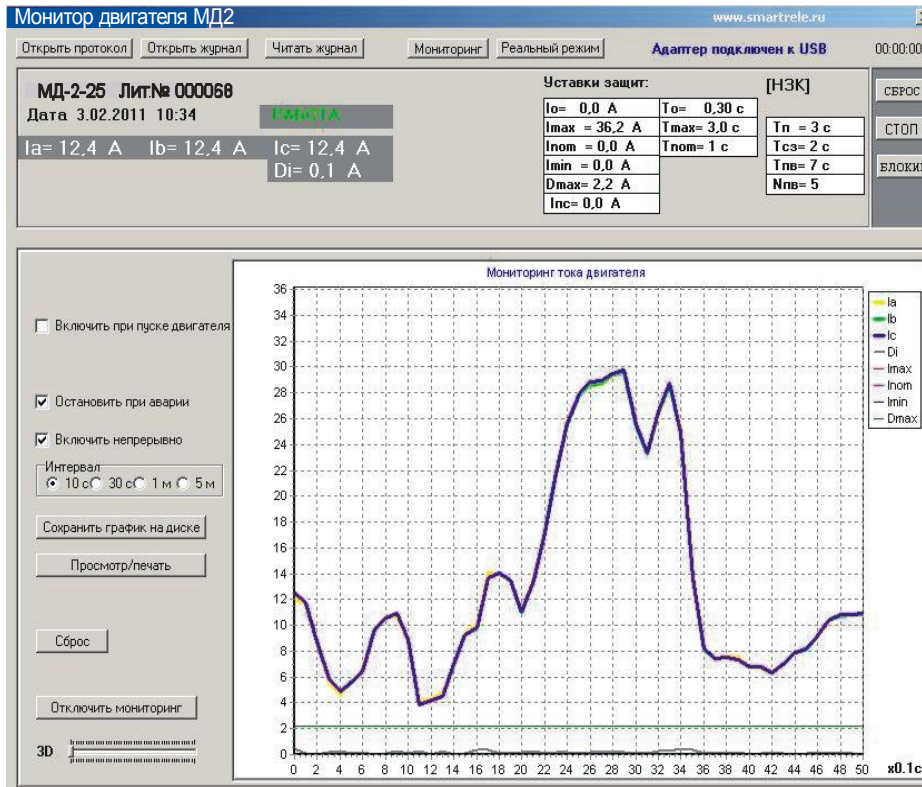 Монитор двигателя МД2 www.smartrele.ru
Открыть протокол Открыть журнал Читать журнал Мониторинг Реальный режим Адаптер подключен к USB 00:00:00
МД-2-25 Лит№ 000068
Дата 3.02.2011 10:34 РАБОТА
Ia= 12,4 A Ib= 12,4 A Ic= 12,4 A
Di= 0,1 A
Уставки защит: [НЗК]
Io= 0,0 A To= 0,30 с
Imax = 36,2 A Tmax= 3,0 с Тп = 3 с
Inom = 0,0 A Tnom= 1 с Тсз= 2 с
Imin = 0,0 A Тпв= 7 с
Dmax= 2,2 A Nпв= 5
Iпс= 0,0 A
СБРОС
СТОП
БЛОКИ
Включить при пуске двигателя
Остановить при аварии
Включить непрерывно
Интервал
10 с 30 с 1 м 5 м
Сохранить график на диске
Просмотр/печать
Сброс
Отключить мониторинг
3D
Мониторинг тока двигателя
36
34
32
30
28
26
24
22
20
18
16
14
12
10
8
6
4
2
0
0 2 4 6 8 10 12 14 16 18 20 22 24 26 28 30 32 34 36 38 40 42 44 46 48 50 x0.1с
Ia
Ib
Ic
Di
Imax
Inom
Imin
Dmax